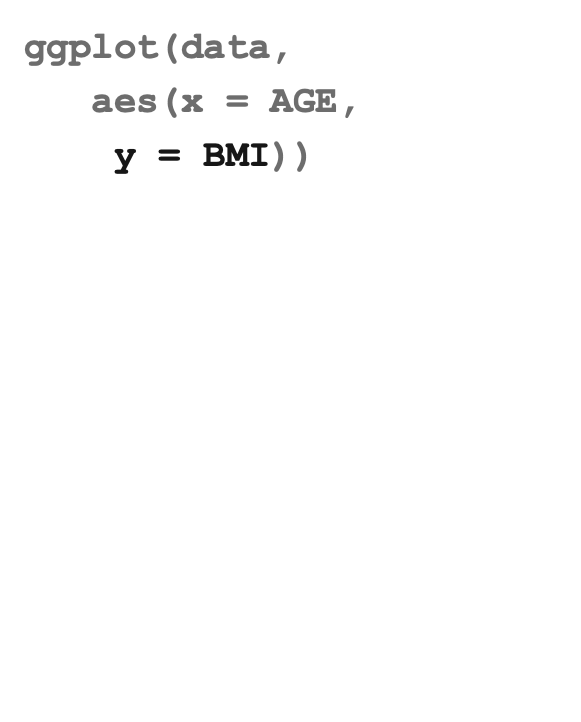 ggplot(data,
   aes(x = AGE,
    y = BMI))